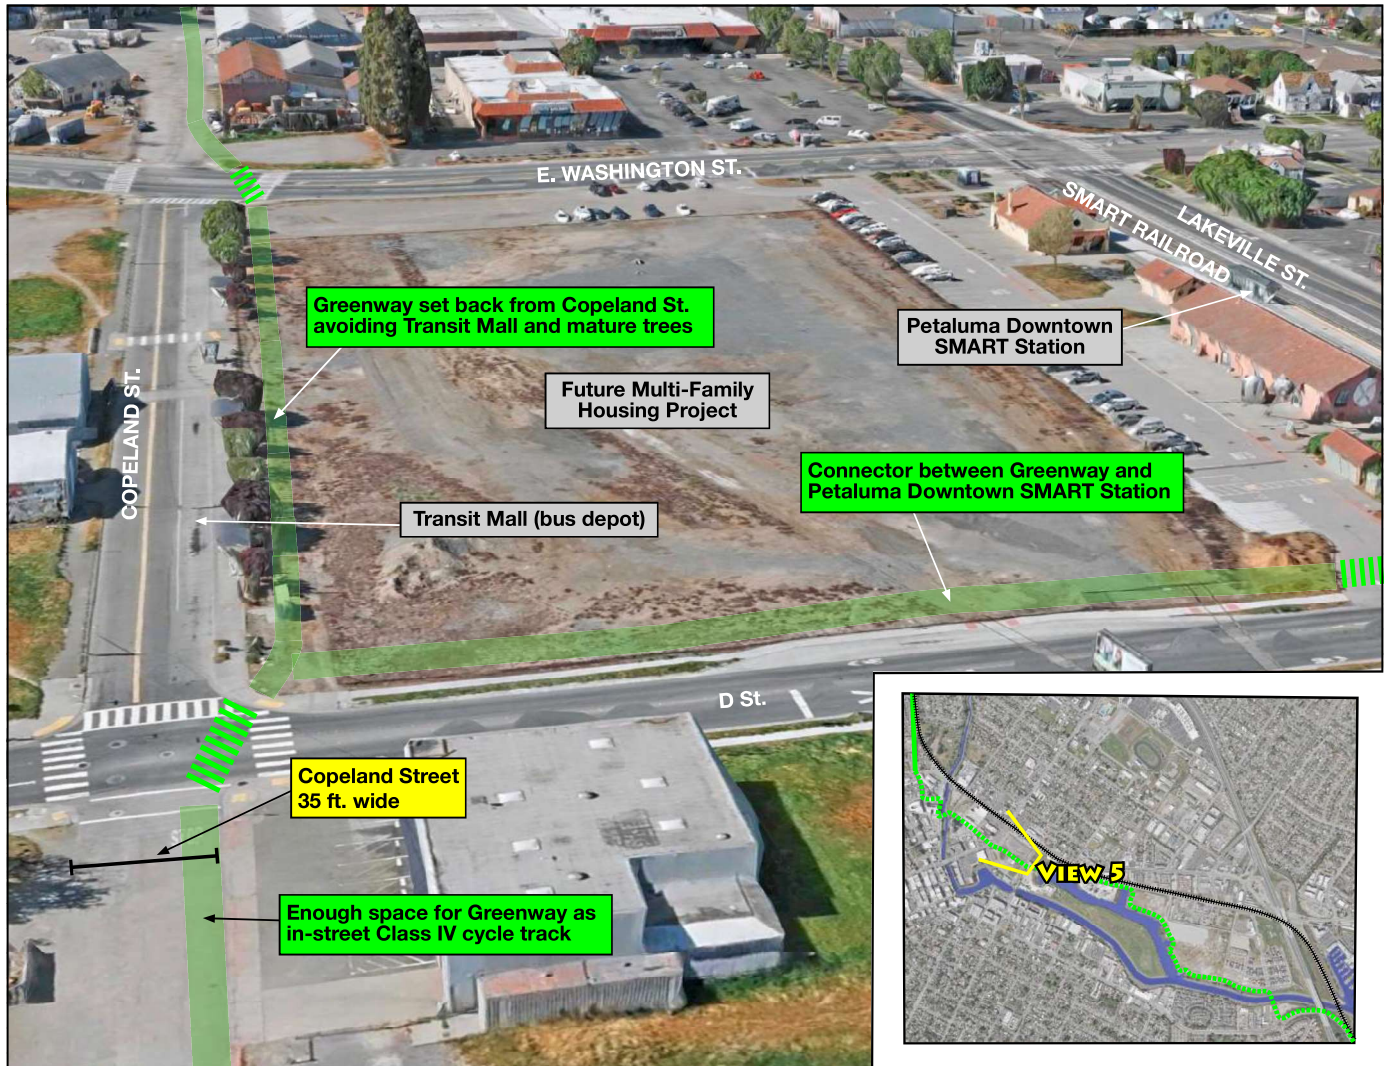 E. WASHINGTON ST.
SMART RAILROAD
LAKEVILLE ST.
Greenway set back from Copeland St.
avoiding Transit Mall and mature trees
Petaluma Downtown
SMART Station
Future Multi-Family
Housing Project
COPELAND ST.
Connector between Greenway and
Petaluma Downtown SMART Station
Transit Mall (bus depot)
D St.
Copeland Street
35 ft. wide
Enough space for Greenway as
in-street Class IV cycle track
VIEW 5